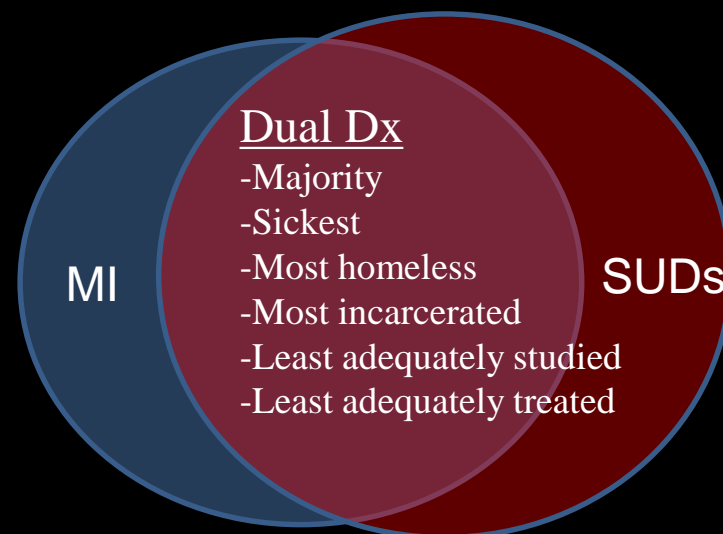 Dual Dx
-Majority
-Sickest
-Most homeless
MI
SUDs
-Most incarcerated
-Least adequately studied
-Least adequately treated